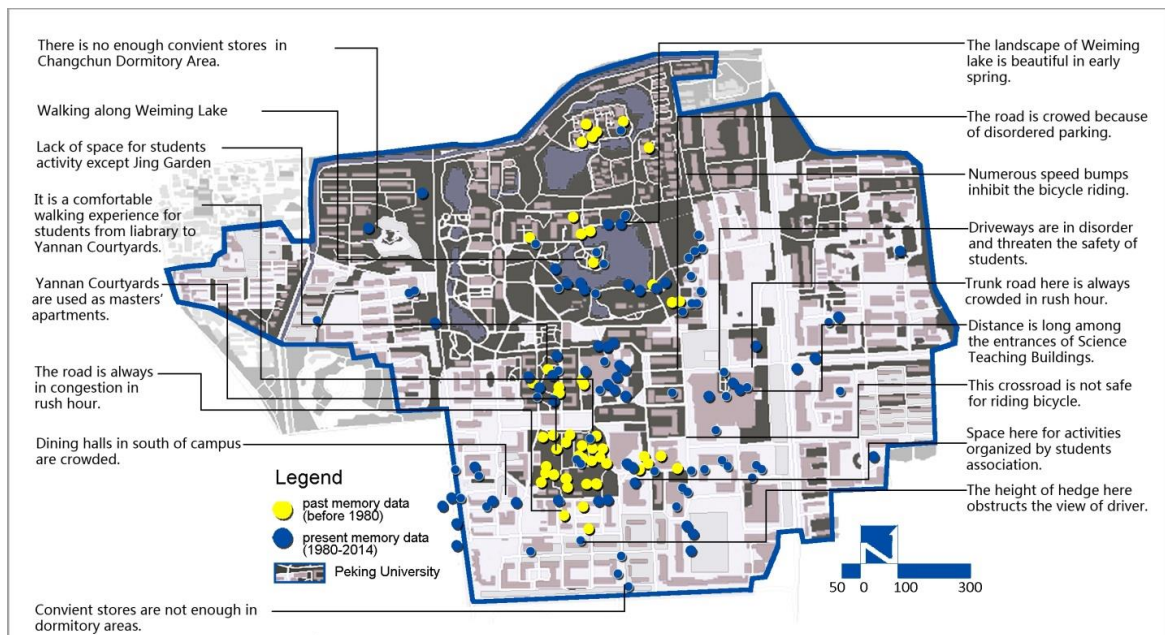 There is no enough convient stores in
Changchun Dormitory Area.
Walking along Weiming Lake
Lack of space for students
activity except Jing Garden
It is a comfortable
walking experience for
students from liabrary to
Yannan Courtyards.
Yannan Courtyards
are used as masters'
apartments.
The road is always
in congestion in
rush hour.
Dining halls in south of campus
are crowded.
Legend
past memory data
(before 1980)
present memory data
(1980-2014)
Peking University
Convient stores are not enough in
dormitory areas.
The landscape of Weiming
lake is beautiful in early
spring.
The road is crowed because
of disordered parking.
Numerous speed bumps
inhibit the bicycle riding.
Driveways are in disorder
and threaten the safety of
students.
Trunk road here is always
crowded in rush hour.
Distance is long among
the entrances of Science
Teaching Buildings.
This crossroad is not safe
for riding bicycle.
Space here for activities
organized by students
association.
The height of hedge here
obstructs the view of driver.
50 0 100 300